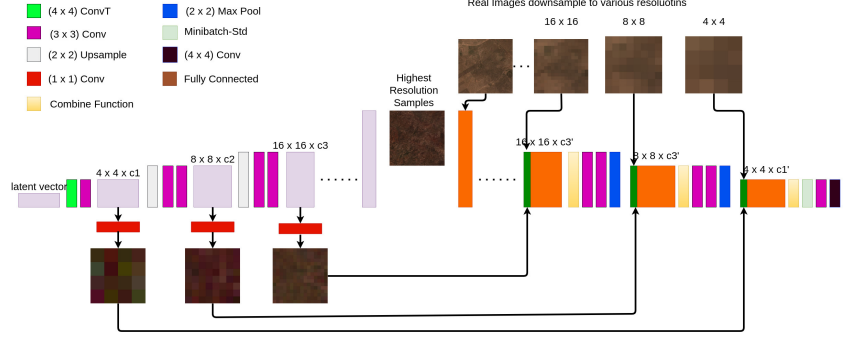 Real Images downsample to various resoluotins
(4 x 4) ConvT
(2 x 2) Max Pool
(3 x 3) Conv
Minibatch-Std
(2 x 2) Upsample
(4 x 4) Conv
(1 x 1) Conv
Fully Connected
Combine Function
16 x 16
8 x 8
4 x 4
Highest
Resolution
Samples
latent vector
4 x 4 x c1
8 x 8 x c2
16 x 16 x c3
16 x 16 x c3'
8 x 8 x c3'
4 x 4 x c1'